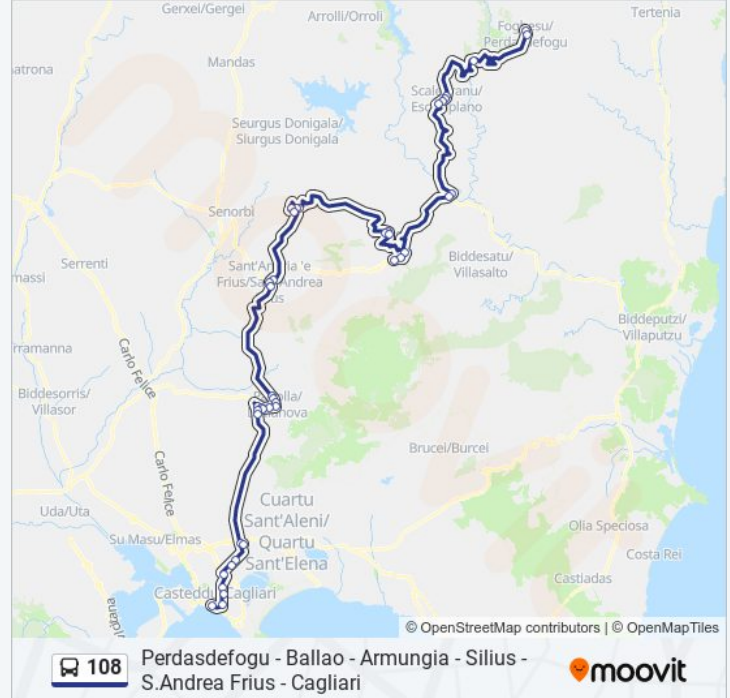 Gerxei/Gergei
Arrolli/Orroli
Tertenia
Foghesu/
Perdasdefogu
atrona
Mandas
Seurgus Donigala/
Siurgus Donigala
Senorbì
Biddesatu/
Villasalto
Serrenti
massi
Sant'Andria 'e
Frius/Sant'Andrea
Biddeputzi/
Villaputzu
rramanna
Carlo Felice
Biddesorris/
Villasor
Brucei/Burcei
Carlo Felice
Cuartu
Sant'Aleni/
Quartu
Sant'Elena
Uda/Uta
Su Masu/Elmas
Olia Speciosa
Costa Rei
Castiadas
Casteddu/Cagliari
moovit
© OpenStreetMap contributors | © OpenMapTiles
108
Perdasdefogu - Ballao - Armungia - Silius -
S.Andrea Frius - Cagliari
moovit